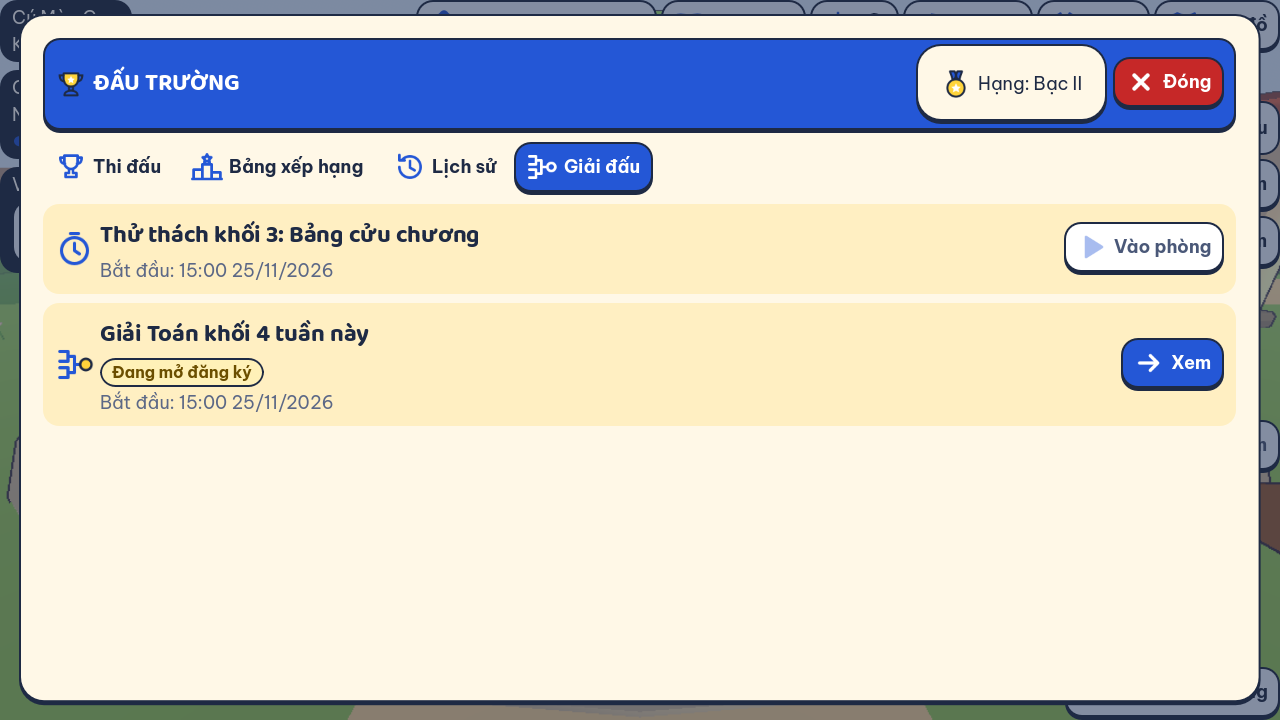 ĐẤU TRƯỜNG
Hạng: Bạc II
Đóng
Thi đấu
Bảng xếp hạng
Lịch sử
Giải đấu
Thử thách khối 3: Bảng cửu chương
Bắt đầu: 15:00 25/11/2026
Vào phòng
Giải Toán khối 4 tuần này
Đang mở đăng ký
Bắt đầu: 15:00 25/11/2026
Xem